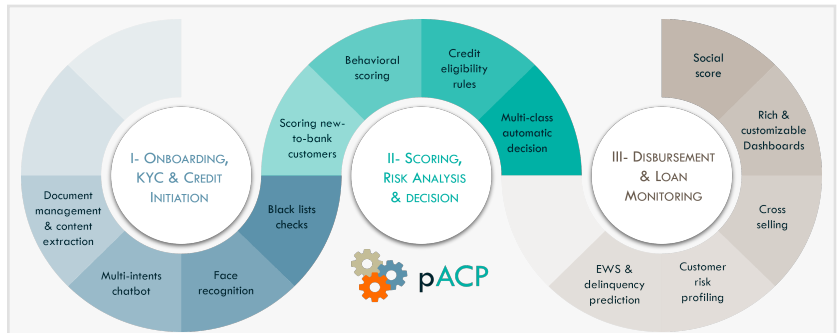 I- Onboarding,
KYC & Credit
Initiation
Document
management
& content
extraction
Multi-intents
chatbot
Face
recognition
Black lists
checks
II- Scoring,
Risk Analysis
& decision
Scoring new-
to-bank
customers
Behavioral
scoring
Credit
eligibility
rules
Multi-class
automatic
decision
III- Disbursement
& Loan
Monitoring
Social
score
Rich &
customizable
Dashboards
Cross
selling
Customer
risk
profiling
EWS &
delinquency
prediction
pACP